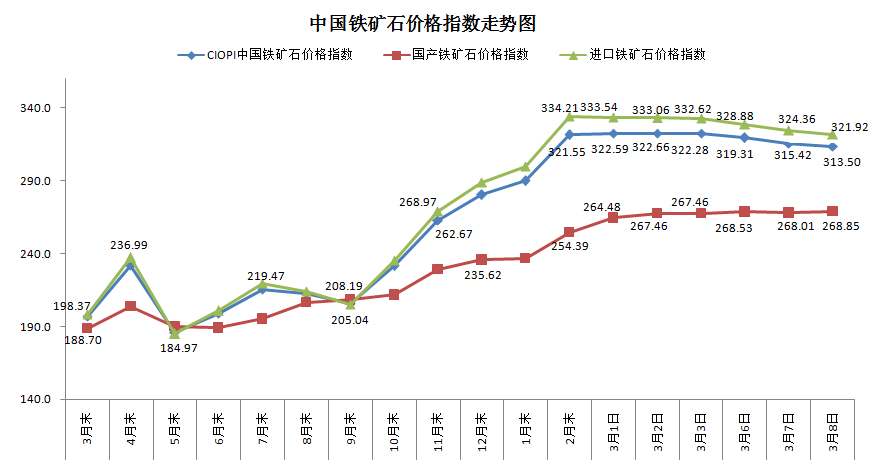 中国铁矿石价格指数走势图
CIOPI中国铁矿石价格指数 国产铁矿石价格指数 进口铁矿石价格指数
340.0
290.0
240.0
190.0
140.0
334.21 333.54 333.06 332.62 328.88 324.36 321.92
321.55 322.59 322.66 322.28 319.31 315.42 313.50
268.97
262.67
264.48 267.46 267.46 268.53 268.01 268.85
254.39
236.99
235.62
219.47
208.19
205.04
198.37
188.70
184.97
3月末 4月末 5月末 6月末 7月末 8月末 9月末 10月末 11月末 12月末 1月末 2月末 3月1日 3月2日 3月3日 3月6日 3月7日 3月8日